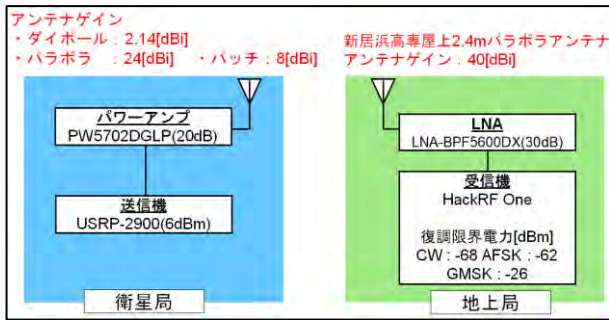 アンテナゲイン
・ダイポール：2.14[dBi]
・パラボラ　：24[dBi]　・パッチ：8[dBi]
新居浜高専屋上2.4mパラボラアンテナ
アンテナゲイン：40[dBi]
パワーアンプ
PW5702DGLP(20dB)
送信機
USRP-2900(6dBm)
衛星局
LNA
LNA-BPF5600DX(30dB)
受信機
HackRF One
復調限界電力[dBm]
CW : -68 AFSK : -62
GMSK : -26
地上局